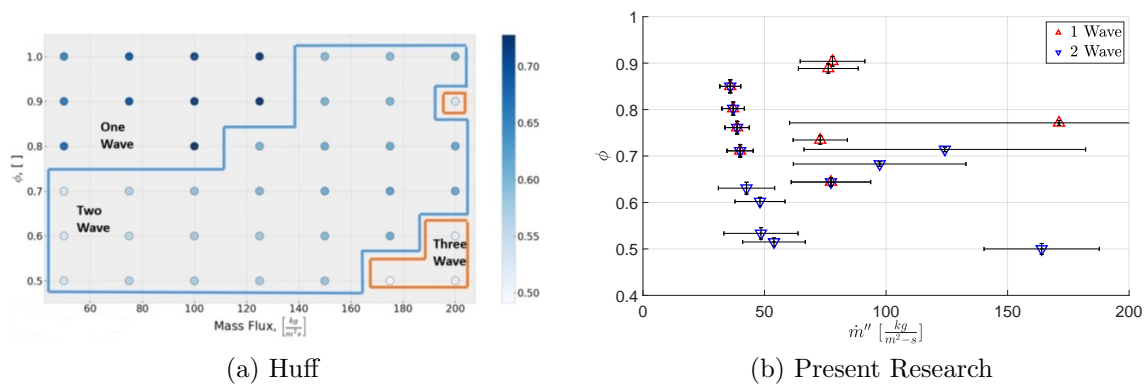 1.0
0.9
0.8
0.7
0.6
0.5
ϕ, [ ]
One
Wave
Two
Wave
Three
Wave
60 80 100 120 140 160 180 200
Mass Flux, [kg/m²s]
0.70
0.65
0.60
0.55
0.50
(a) Huff
1
0.9
0.8
0.7
0.6
0.5
0.4
ϕ
1 Wave
2 Wave
0 50 100 150 200
ṁ″ [kg/m²−s]
(b) Present Research